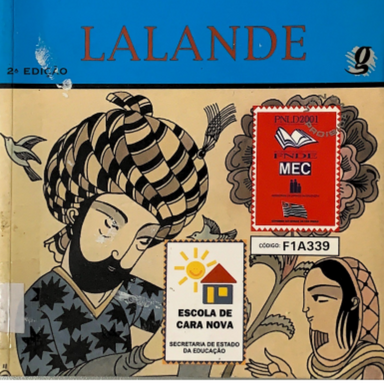 LALANDE
g
2ª EDIÇÃO
PNLD2001
FNDE
MEC
CÓDIGO: F1A339
ESCOLA DE
CARA NOVA
SECRETARIA DE ESTADO
DA EDUCAÇÃO